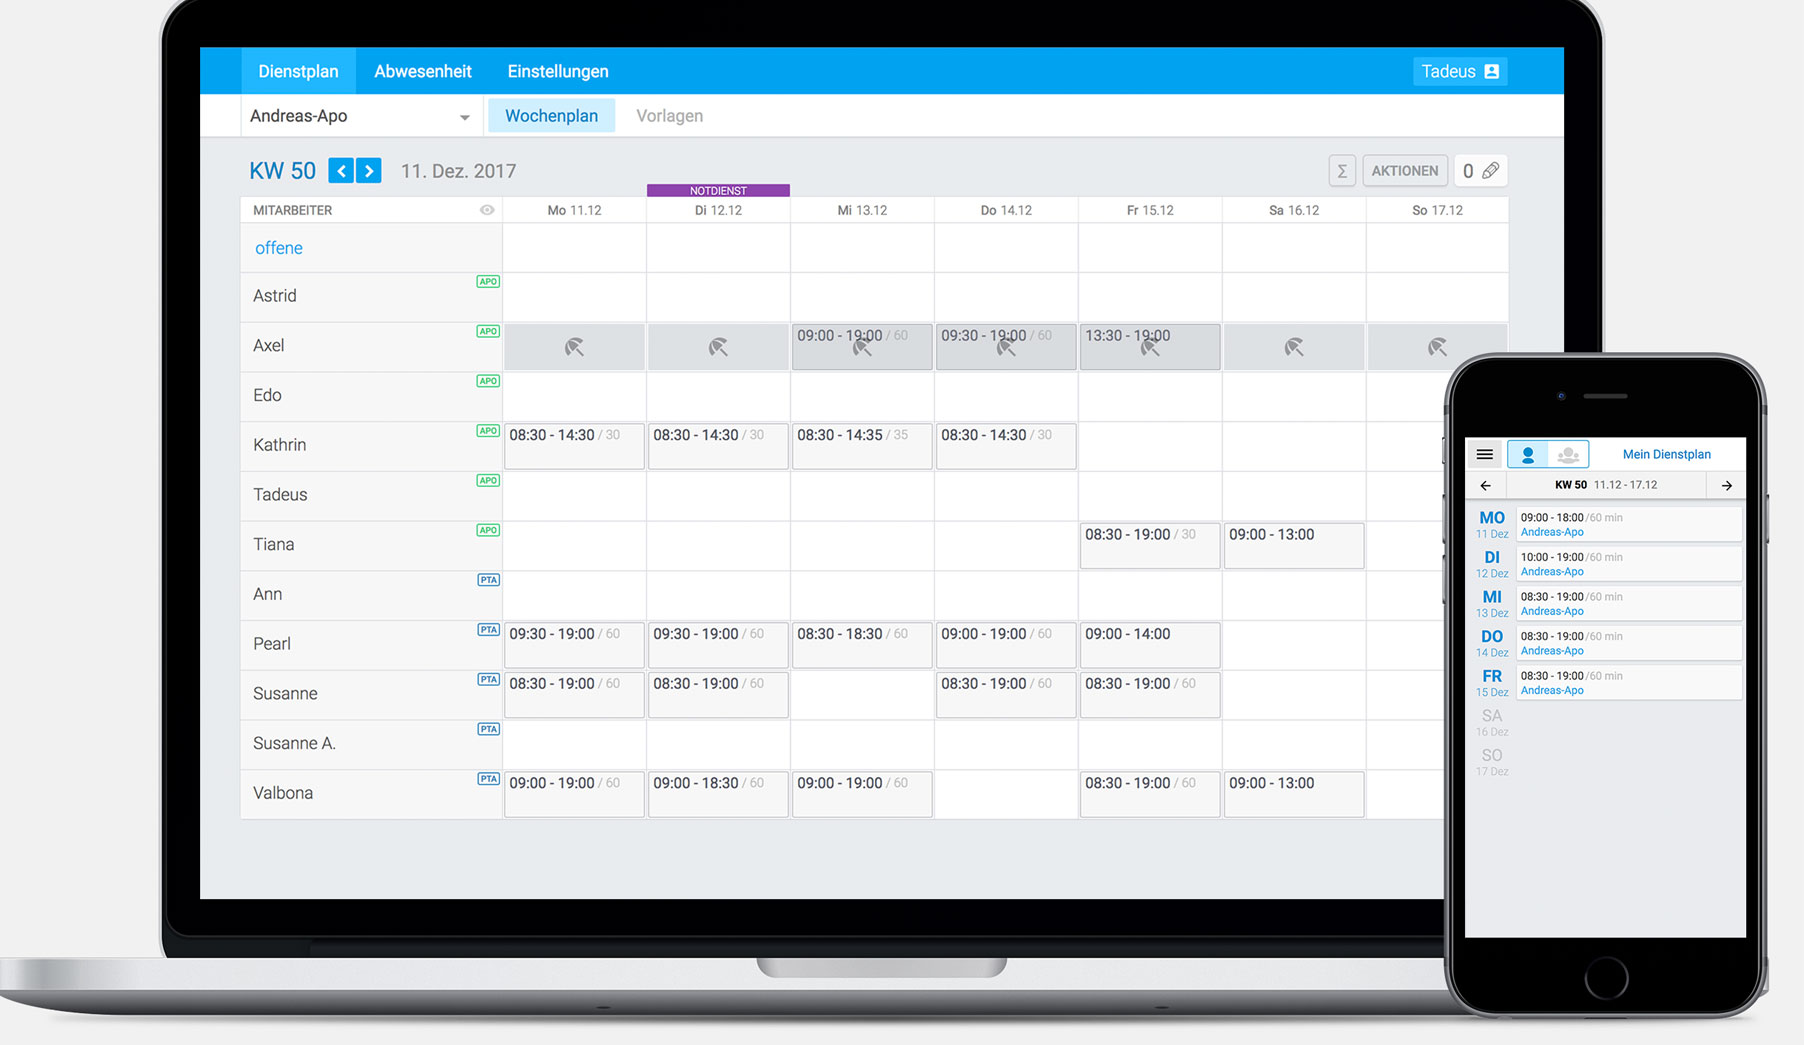 Dienstplan Abwesenheit Einstellungen Tadeus
Andreas-Apo Wochenplan Vorlagen
KW 50 11. Dez. 2017 Σ AKTIONEN 0
NOTDIENST
MITARBEITER Mo 11.12 Di 12.12 Mi 13.12 Do 14.12 Fr 15.12 Sa 16.12 So 17.12
offene
Astrid APO
Axel APO 09:00 - 19:00 / 60 09:30 - 19:00 / 60 13:30 - 19:00
Edo APO
Kathrin APO 08:30 - 14:30 / 30 08:30 - 14:30 / 30 08:30 - 14:35 / 35 08:30 - 14:30 / 30
Tadeus APO
Tiana APO 08:30 - 19:00 / 30 09:00 - 13:00
Ann PTA
Pearl PTA 09:30 - 19:00 / 60 09:30 - 19:00 / 60 08:30 - 18:30 / 60 09:00 - 19:00 / 60 09:00 - 14:00
Susanne PTA 08:30 - 19:00 / 60 08:30 - 19:00 / 60 08:30 - 19:00 / 60 08:30 - 19:00 / 60
Susanne A. PTA
Valbona PTA 09:00 - 19:00 / 60 09:00 - 18:30 / 60 09:00 - 19:00 / 60 08:30 - 19:00 / 60 09:00 - 13:00
Mein Dienstplan
KW 50 11.12 - 17.12
MO 09:00 - 18:00/60 min
11 Dez Andreas-Apo
DI 10:00 - 19:00/60 min
12 Dez Andreas-Apo
MI 08:30 - 19:00/60 min
13 Dez Andreas-Apo
DO 08:30 - 19:00/60 min
14 Dez Andreas-Apo
FR 08:30 - 19:00/60 min
15 Dez Andreas-Apo
SA
16 Dez
SO
17 Dez